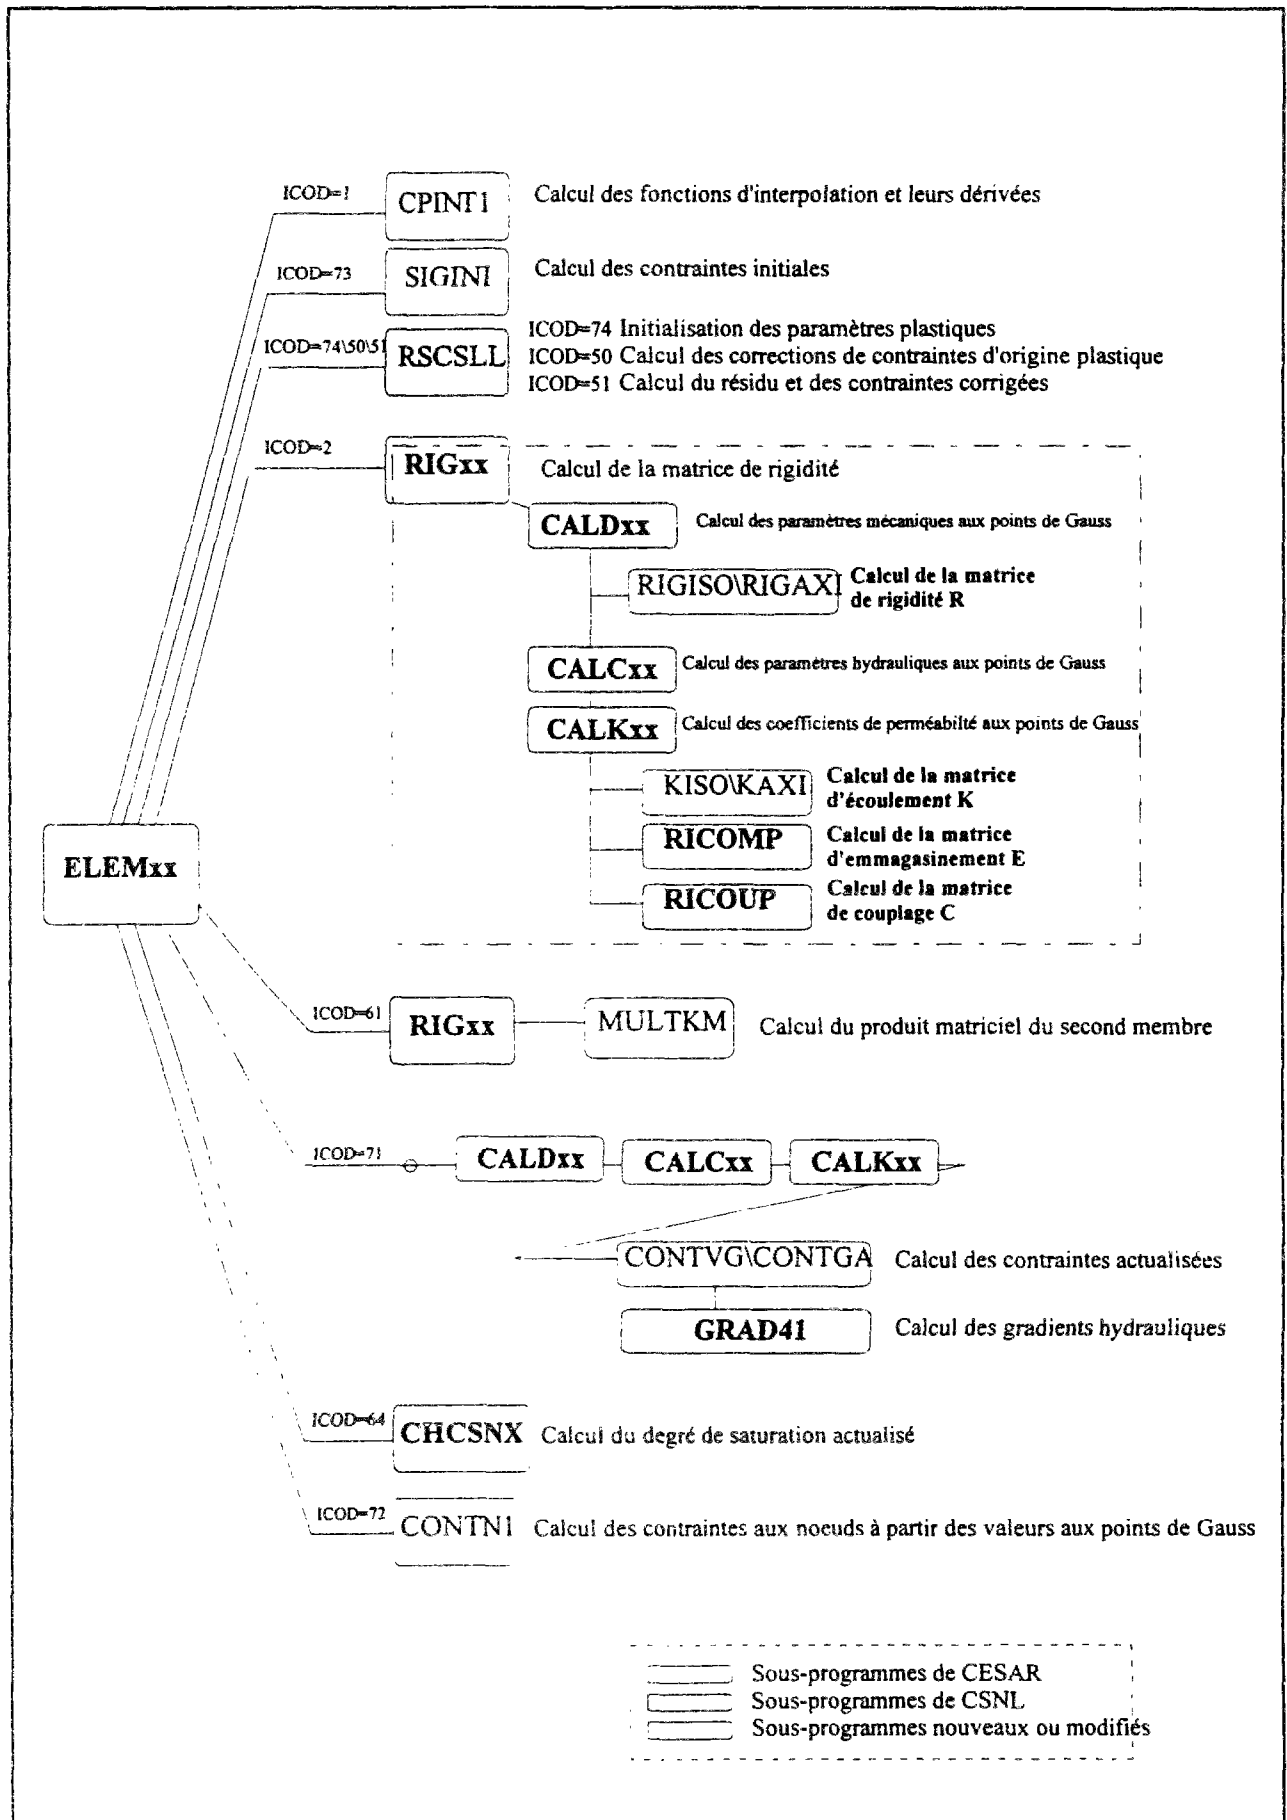 ICOD=1
CPINT1
Calcul des fonctions d'interpolation et leurs dérivées
ICOD=73
SIGINI
Calcul des contraintes initiales
ICOD=74\50\51
RSCSLL
ICOD=74 Initialisation des paramètres plastiques
ICOD=50 Calcul des corrections de contraintes d'origine plastique
ICOD=51 Calcul du résidu et des contraintes corrigées
ICOD=2
RIGxx
Calcul de la matrice de rigidité
CALDxx
Calcul des paramètres mécaniques aux points de Gauss
RIGISO\RIGAXI
Calcul de la matrice
de rigidité R
CALCxx
Calcul des paramètres hydrauliques aux points de Gauss
CALKxx
Calcul des coefficients de perméabilté aux points de Gauss
KISO\KAXI
Calcul de la matrice
d'écoulement K
ELEMxx
RICOMP
Calcul de la matrice
d'emmagasinement E
RICOUP
Calcul de la matrice
de couplage C
ICOD=61
RIGxx
MULTKM
Calcul du produit matriciel du second membre
ICOD=71
CALDxx
CALCxx
CALKxx
CONTVG\CONTGA
Calcul des contraintes actualisées
GRAD41
Calcul des gradients hydrauliques
ICOD=64
CHCSNX
Calcul du degré de saturation actualisé
ICOD=72
CONTN1
Calcul des contraintes aux noeuds à partir des valeurs aux points de Gauss
Sous-programmes de CESAR
Sous-programmes de CSNL
Sous-programmes nouveaux ou modifiés